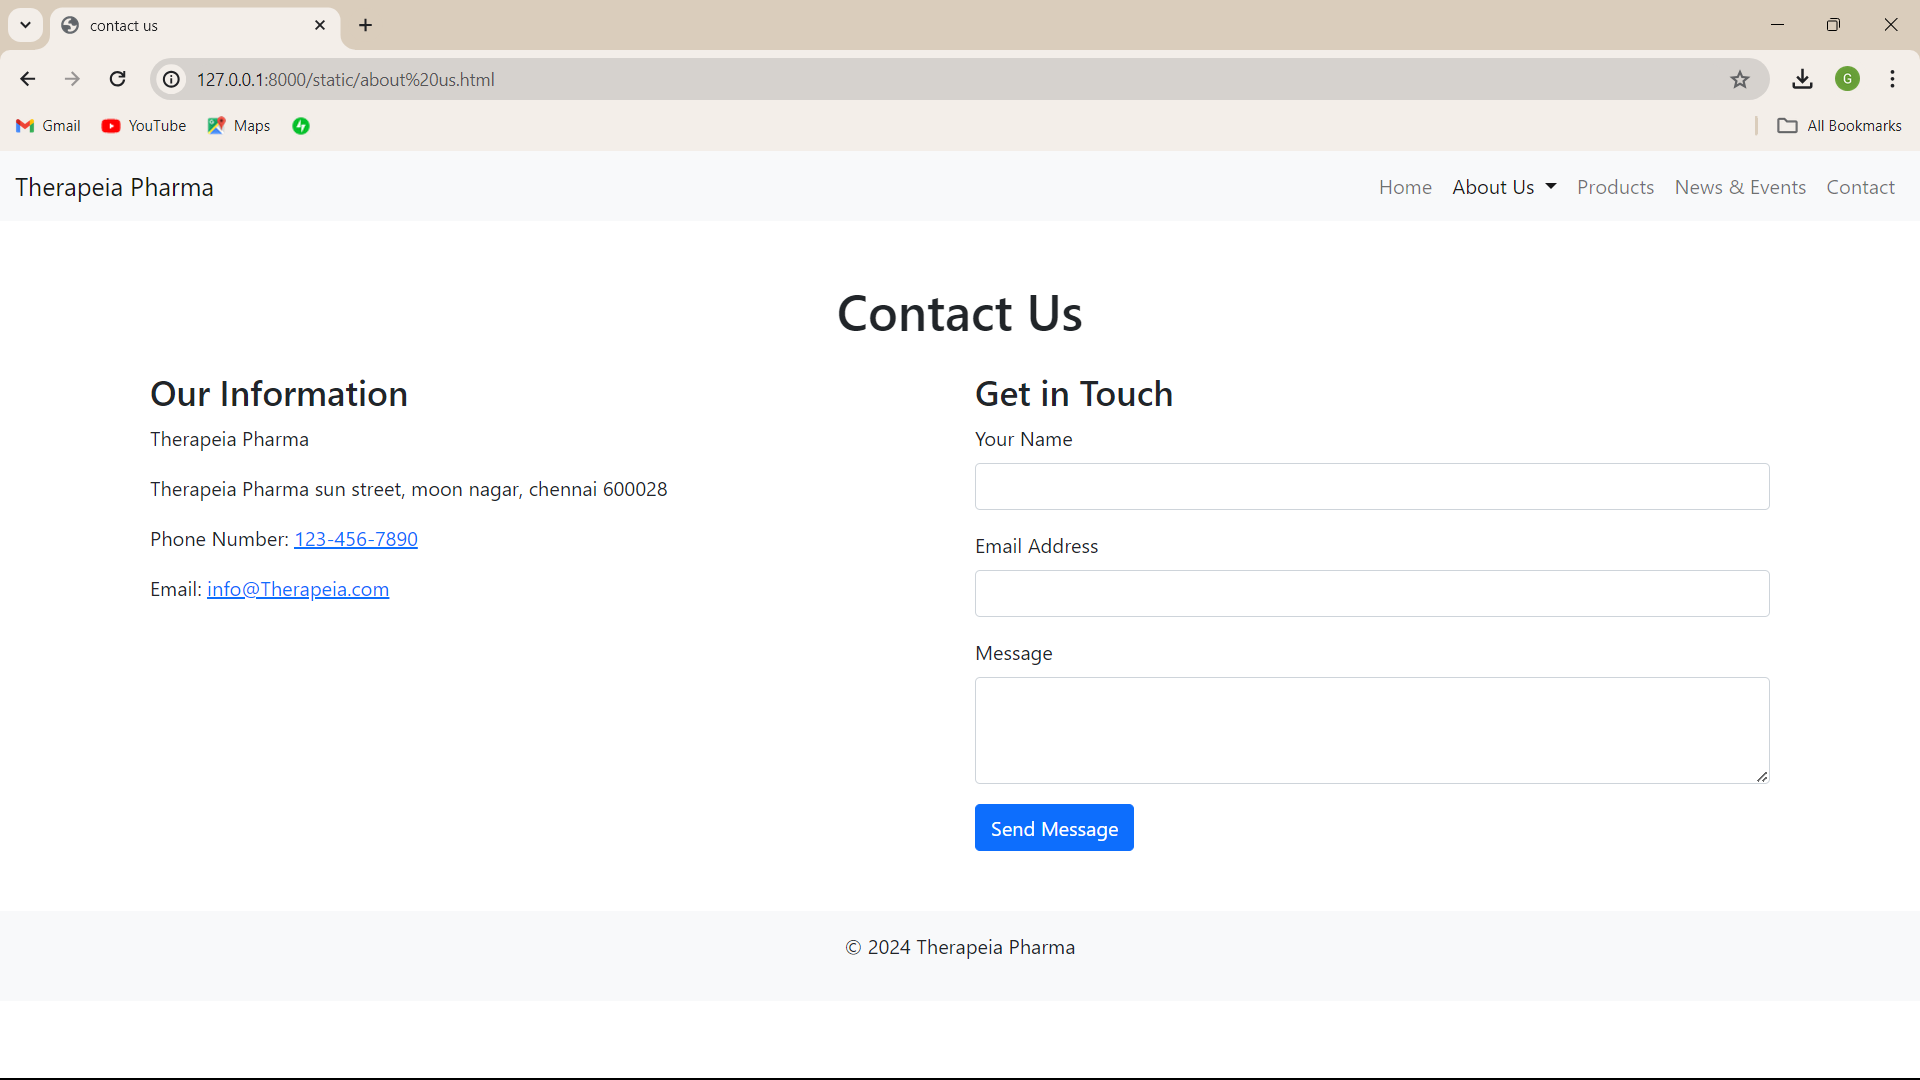 contact us
127.0.0.1:8000/static/about%20us.html
G
Gmail YouTube Maps All Bookmarks
Therapeia Pharma Home About Us Products News & Events Contact
Contact Us
Our Information
Therapeia Pharma
Therapeia Pharma sun street, moon nagar, chennai 600028
Phone Number: 123-456-7890
Email: info@Therapeia.com
Get in Touch
Your Name
Email Address
Message
Send Message
© 2024 Therapeia Pharma